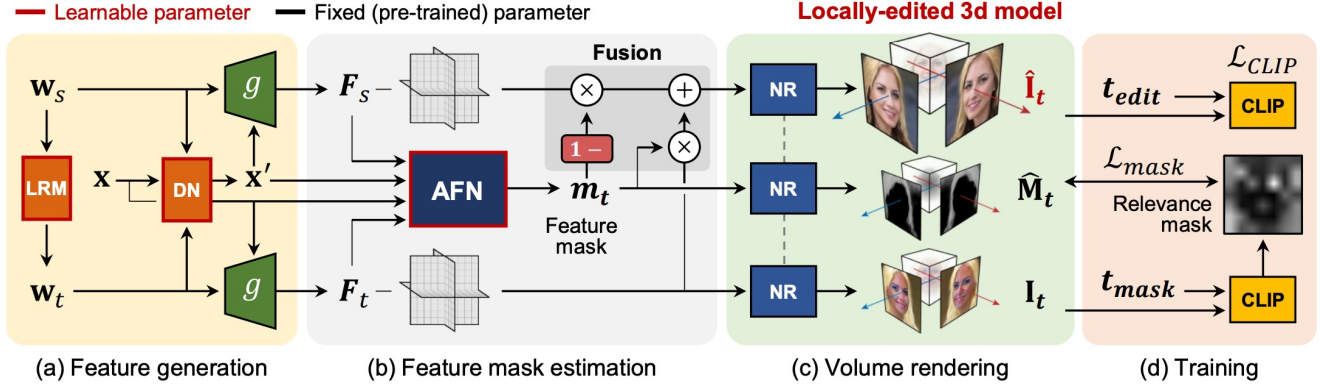 Learnable parameter
Fixed (pre-trained) parameter
Locally-edited 3d model
w_s
LRM
w_t
x
DN
x′
g
g
F_s
F_t
AFN
Fusion
×
+
1 −
×
m_t
Feature
mask
NR
NR
NR
Î_t
M̂_t
I_t
ℒ_CLIP
t_edit
CLIP
ℒ_mask
Relevance
mask
t_mask
CLIP
(a) Feature generation
(b) Feature mask estimation
(c) Volume rendering
(d) Training